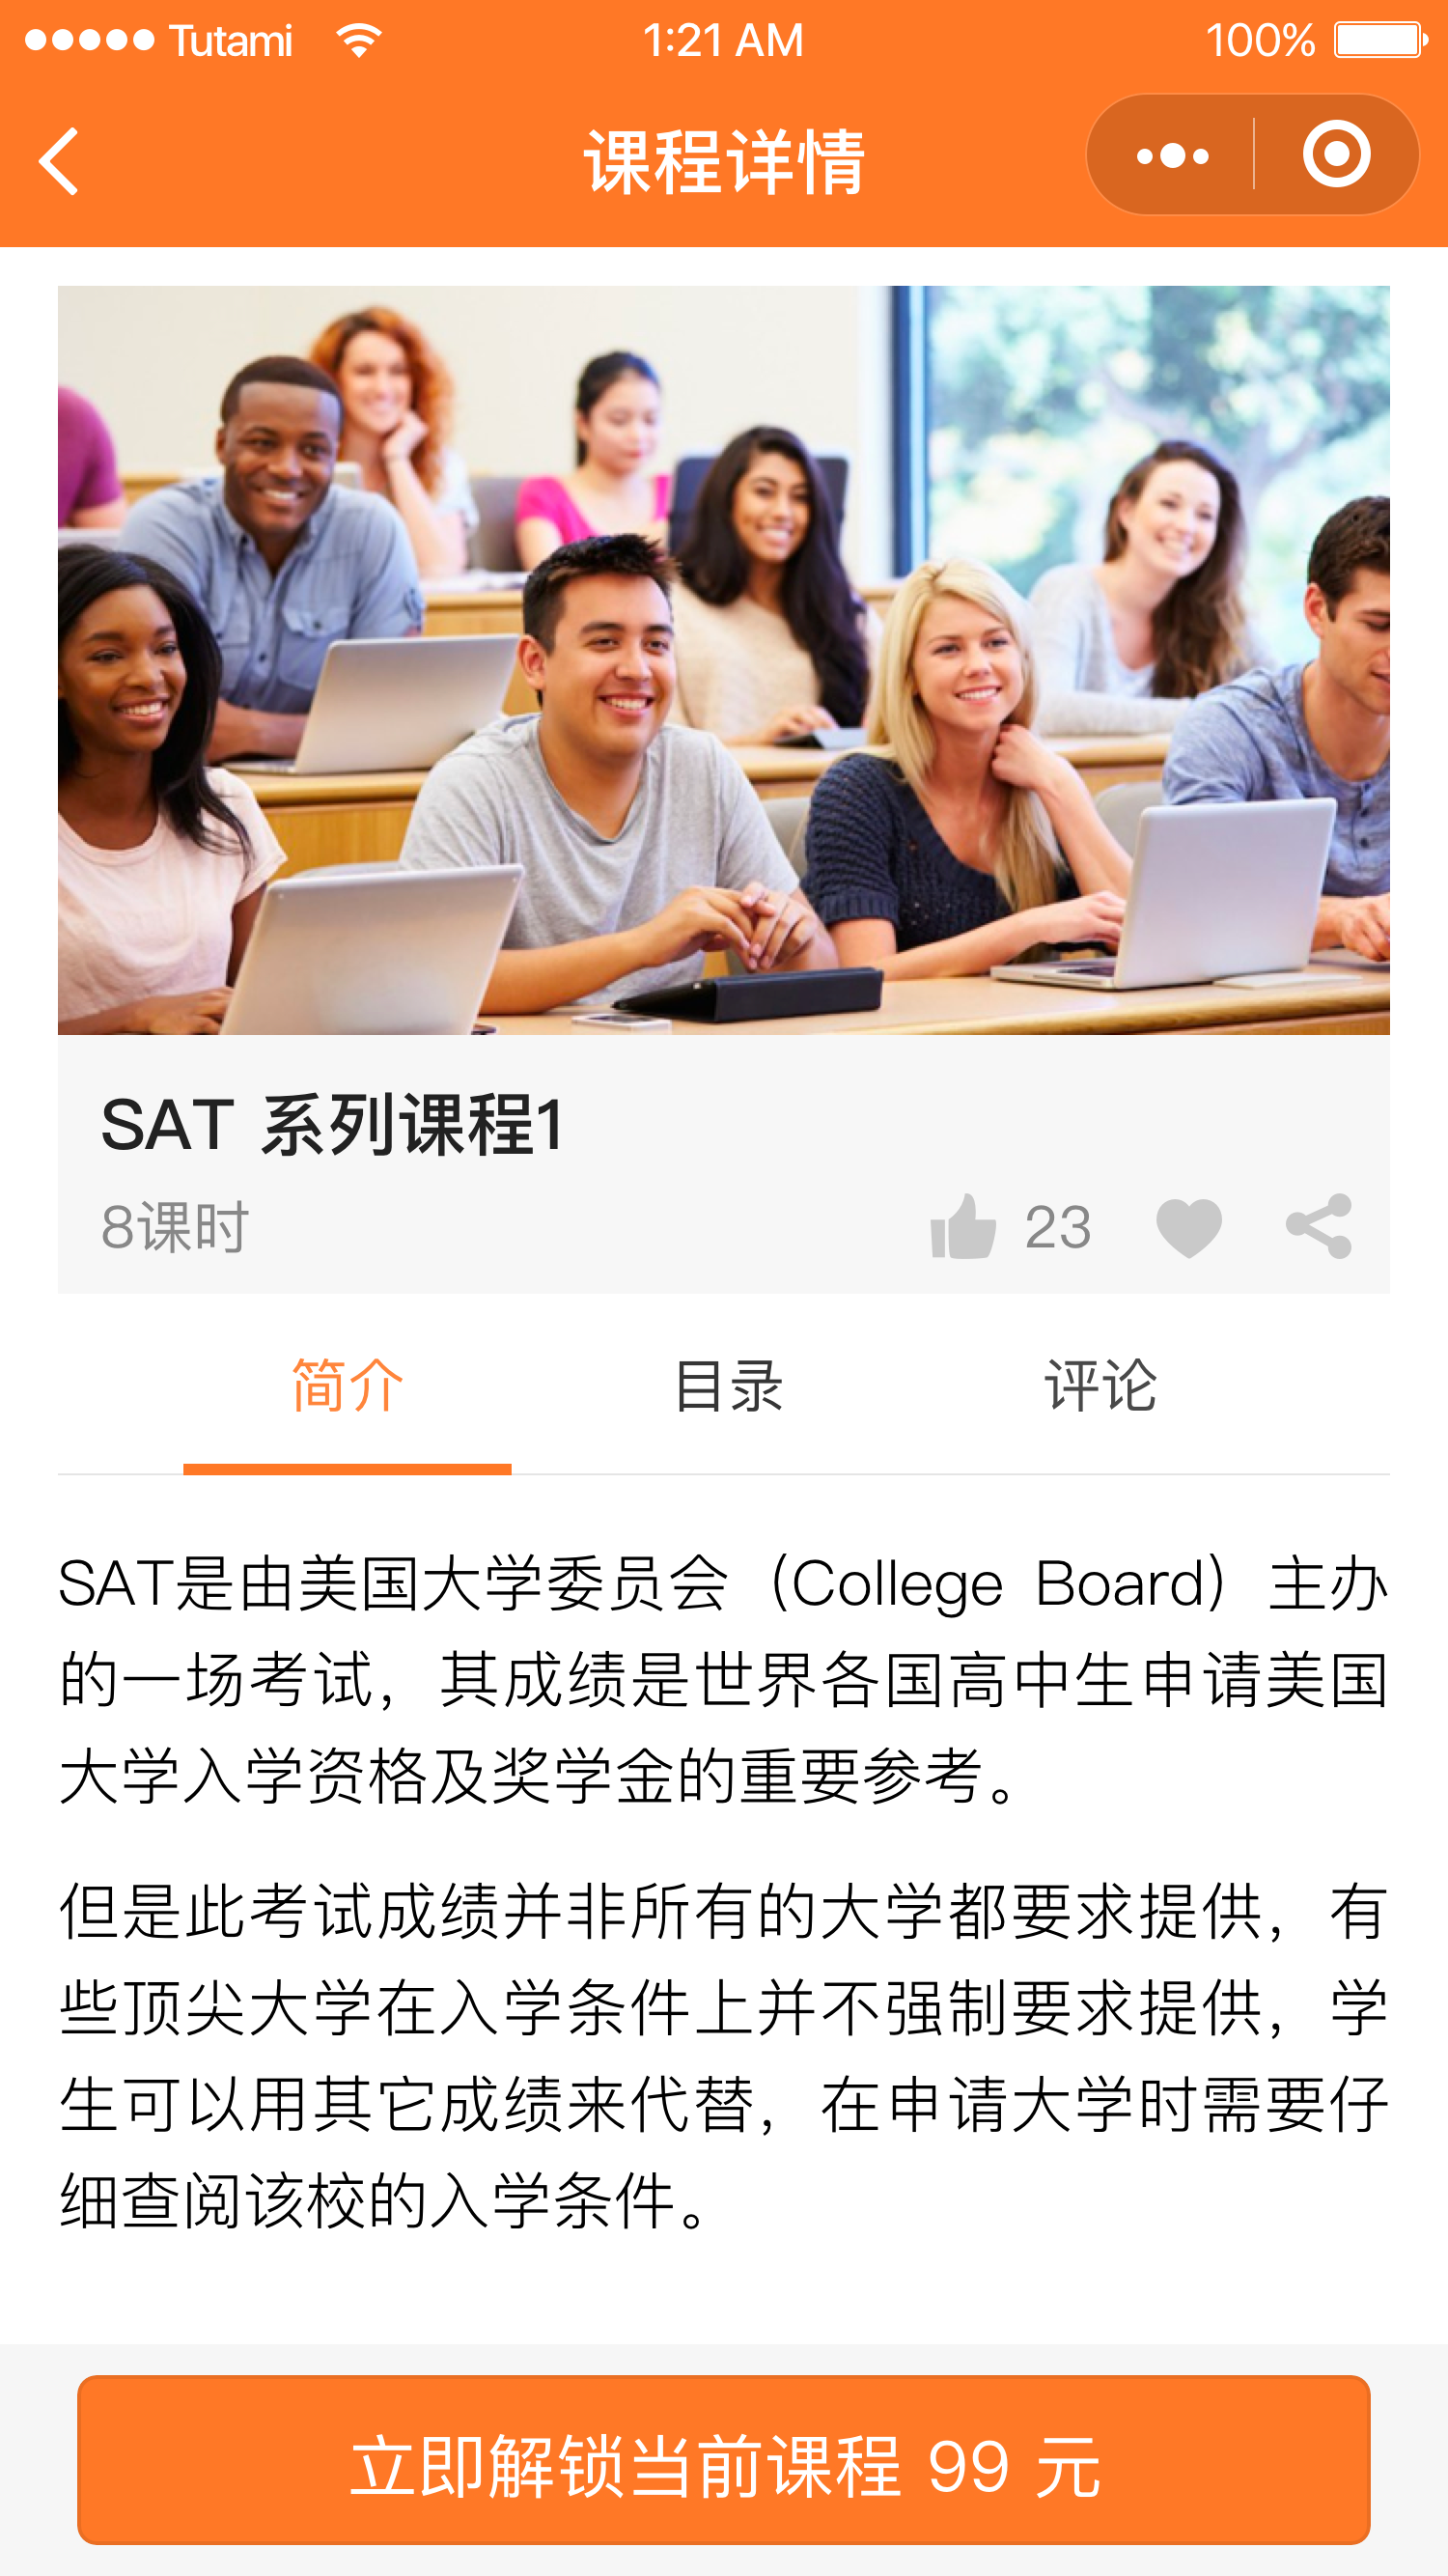 Tutami 1:21 AM 100%
课程详情
SAT 系列课程1
8课时 23
简介 目录 评论
SAT是由美国大学委员会（College Board）主办
的一场考试，其成绩是世界各国高中生申请美国
大学入学资格及奖学金的重要参考。
但是此考试成绩并非所有的大学都要求提供，有
些顶尖大学在入学条件上并不强制要求提供，学
生可以用其它成绩来代替，在申请大学时需要仔
细查阅该校的入学条件。
立即解锁当前课程 99 元